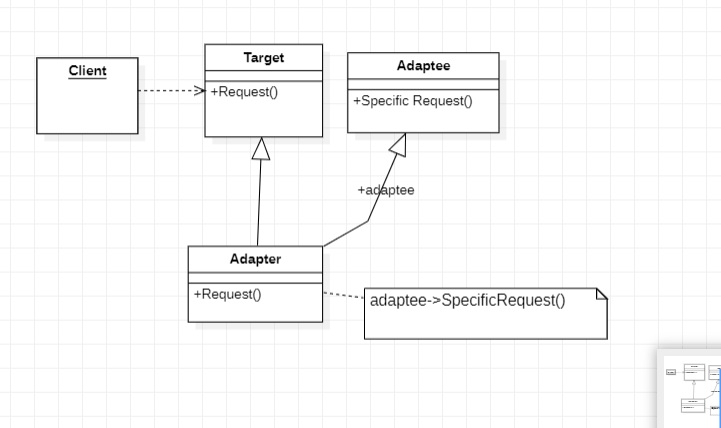 Client
Target
+Request()
Adaptee
+Specific Request()
+adaptee
Adapter
+Request()
adaptee->SpecificRequest()